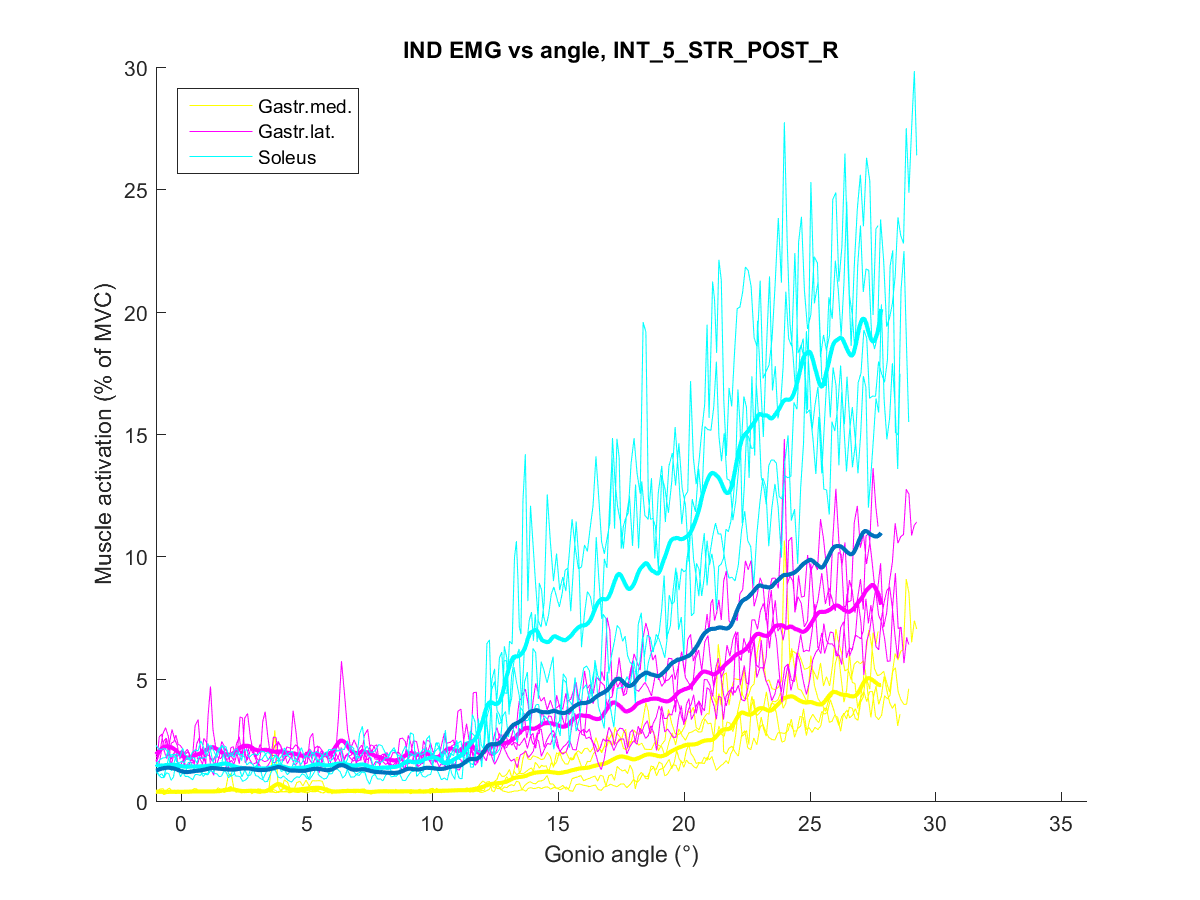 IND EMG vs angle, INT_5_STR_POST_R
30
25
20
15
10
5
0
Gastr.med.
Gastr.lat.
Soleus
Muscle activation (% of MVC)
0 5 10 15 20 25 30 35
Gonio angle (°)